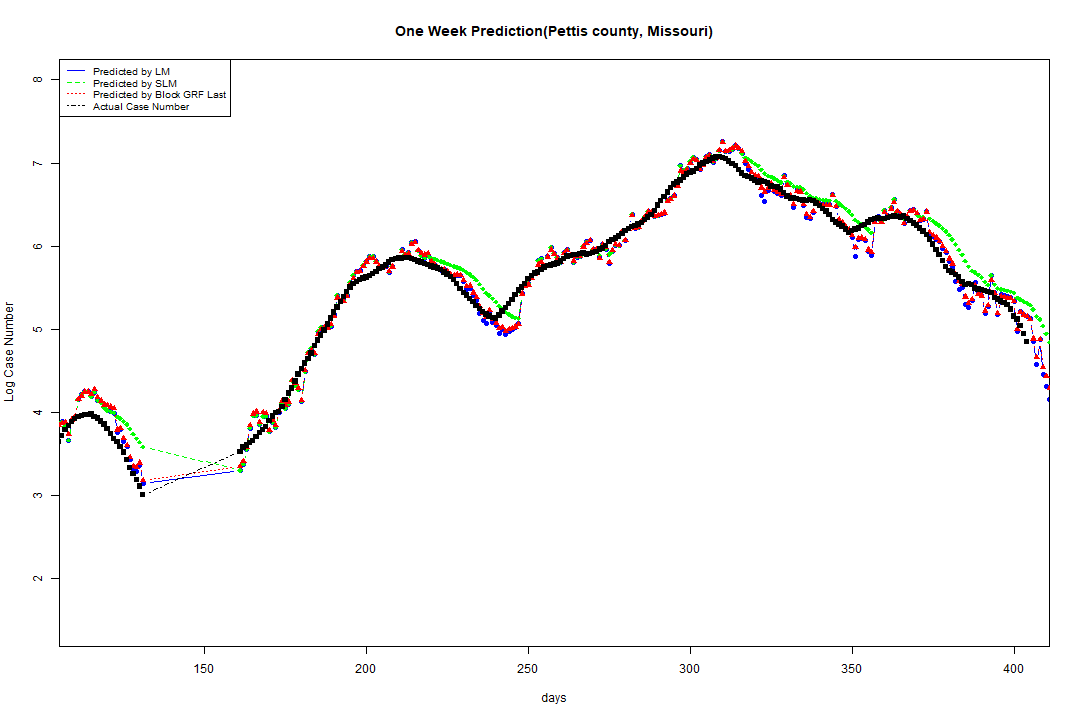 One Week Prediction(Pettis county, Missouri)
Predicted by LM
Predicted by SLM
Predicted by Block GRF Last
Actual Case Number
8
7
6
5
4
3
2
Log Case Number
150 200 250 300 350 400
days